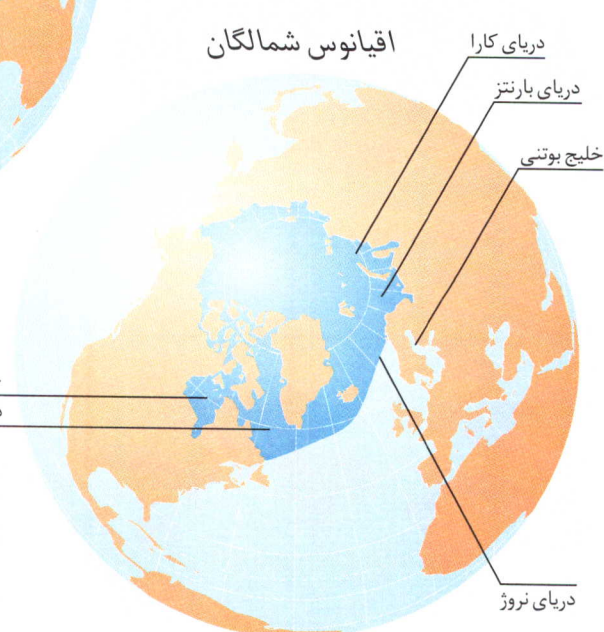 اقیانوس شمالگان
دریای کارا
دریای بارنتز
خلیج بوتنی
دریای نروژ